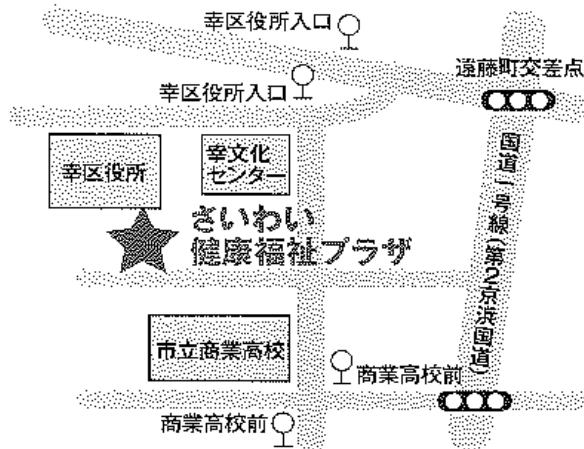 幸区役所入口
幸区役所入口
遠藤町交差点
幸区役所
幸文化
センター
さいわい
健康福祉プラザ
国道一号線(第2京浜国道)
市立商業高校
商業高校前
商業高校前